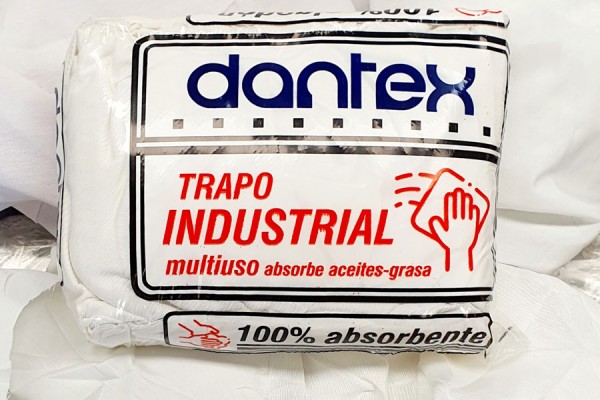 dantex
TRAPO
INDUSTRIAL
multiuso absorbe aceites-grasa
100% absorbente